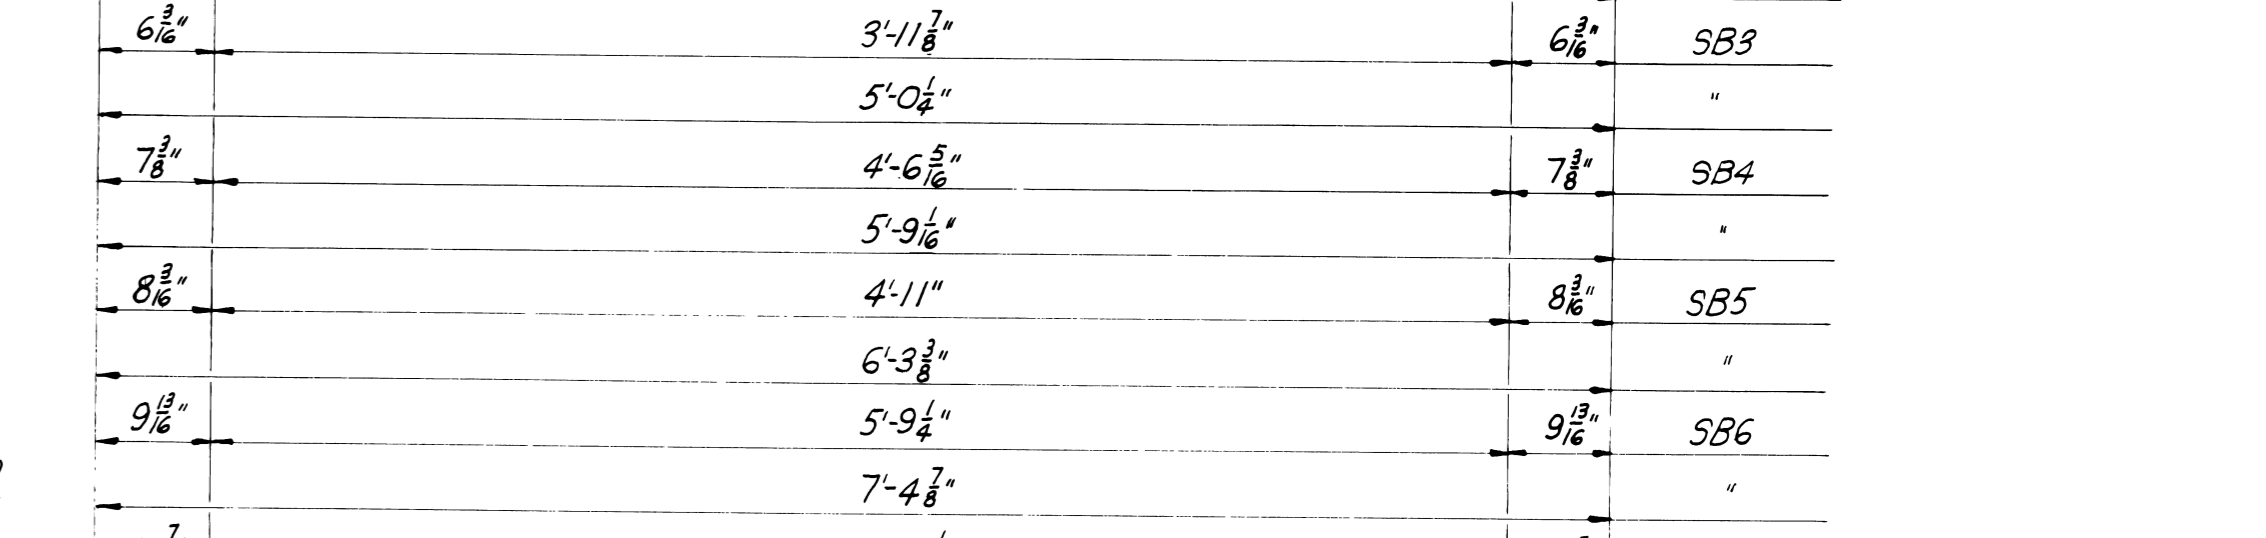 6 3/16" 3'-11 7/8" 6 3/16" SB3
5'-0 1/4" "
7 3/8" 4'-6 5/16" 7 3/8" SB4
5'-9 1/16" "
8 3/16" 4'-11" 8 3/16" SB5
6'-3 3/8" "
9 13/16" 5'-9 1/4" 9 13/16" SB6
7'-4 7/8" "